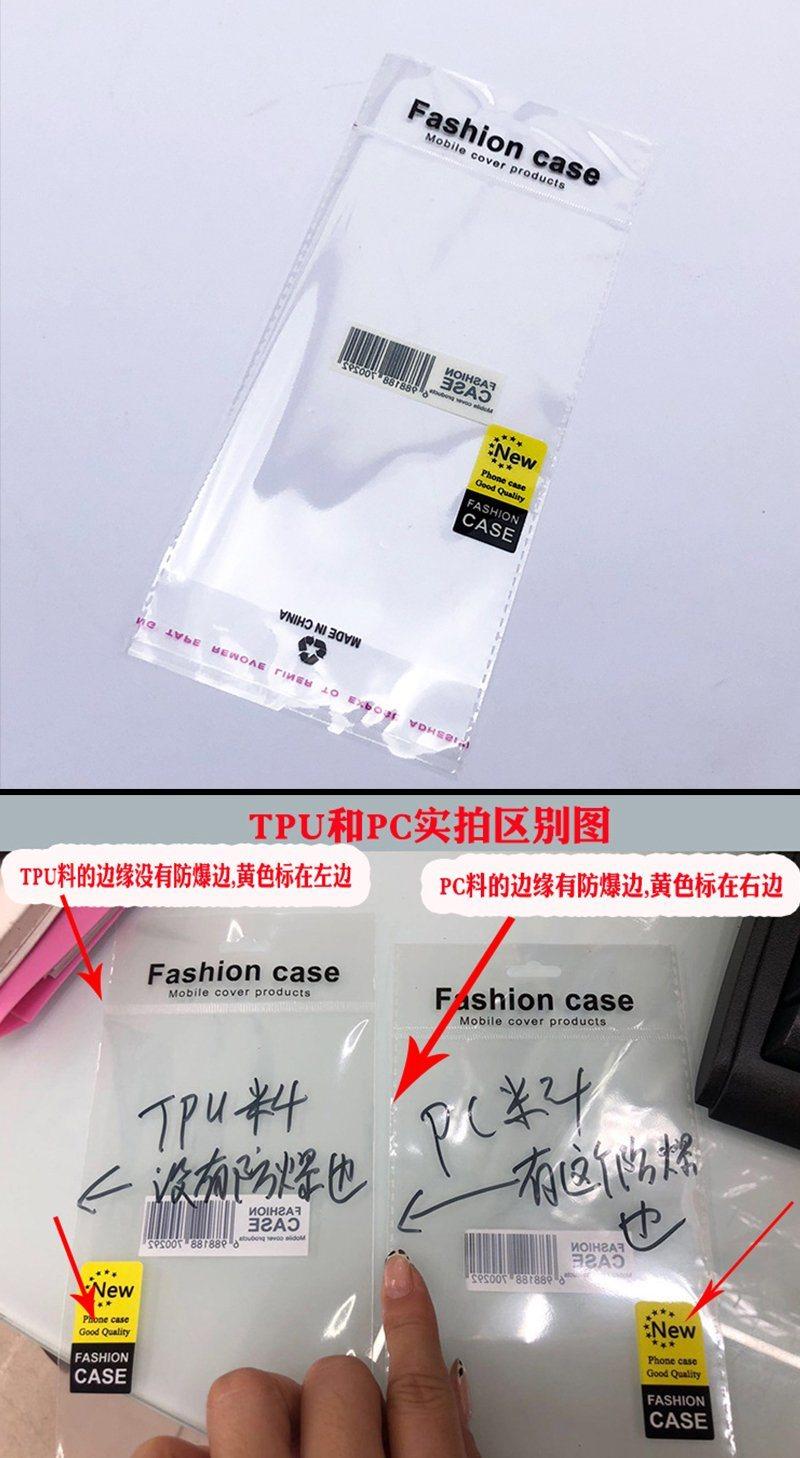 Fashion case
Mobile cover products
FASHION
CASE
Mobile cover products
6 988188 700292
New
Phone case
Good Quality
FASHION
CASE
MADE IN CHINA
NG TAPE REMOVE LINER TO EXPOSE ADHESI
TPU和PC实拍区别图
TPU料的边缘没有防爆边,黄色标在左边
PC料的边缘有防爆边,黄色标在右边
Fashion case
Mobile cover products
TPU料
没有防爆边
FASHION
CASE
Mobile cover products
6 988188 700292
New
Phone case
Good Quality
FASHION
CASE
Fashion case
Mobile cover products
PC料
有这个防爆
边
FASHION
CASE
Mobile cover products
6 988188 700292
New
Phone case
Good Quality
FASHION
CASE